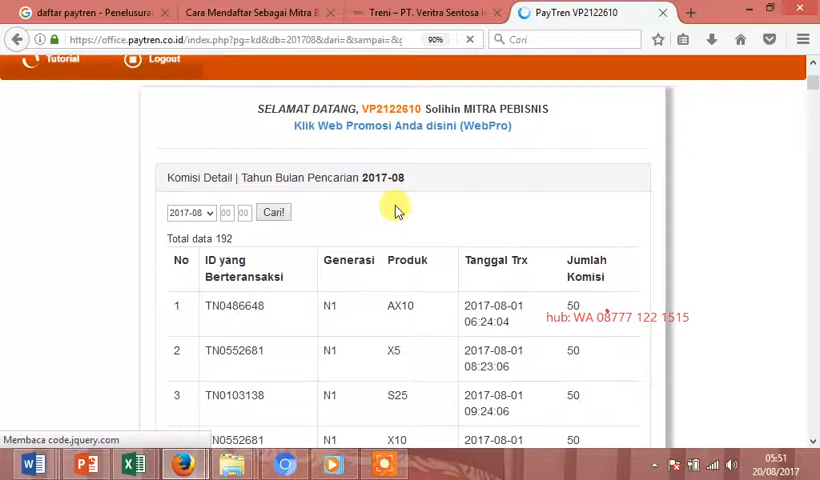 daftar paytren - Penelusuran
Cara Mendaftar Sebagai Mitra B
Treni – PT. Veritra Sentosa I
PayTren VP2122610
https://office.paytren.co.id/index.php?pg=kd&db=201708&dari=&sampai=&g
90%
Cari
Tutorial
Logout
SELAMAT DATANG, VP2122610 Solihin MITRA PEBISNIS
Klik Web Promosi Anda disini (WebPro)
Komisi Detail | Tahun Bulan Pencarian 2017-08
2017-08 00 00 Cari!
Total data 192
No ID yang Berteransaksi Generasi Produk Tanggal Trx Jumlah Komisi
1 TN0486648 N1 AX10 2017-08-01 50
06:24:04
hub: WA 08777 122 1515
2 TN0552681 N1 X5 2017-08-01 50
08:23:06
3 TN0103138 N1 S25 2017-08-01 50
09:24:06
TN0552681 N1 X10 2017-08-01 50
Membaca code.jquery.com
05:51
20/08/2017